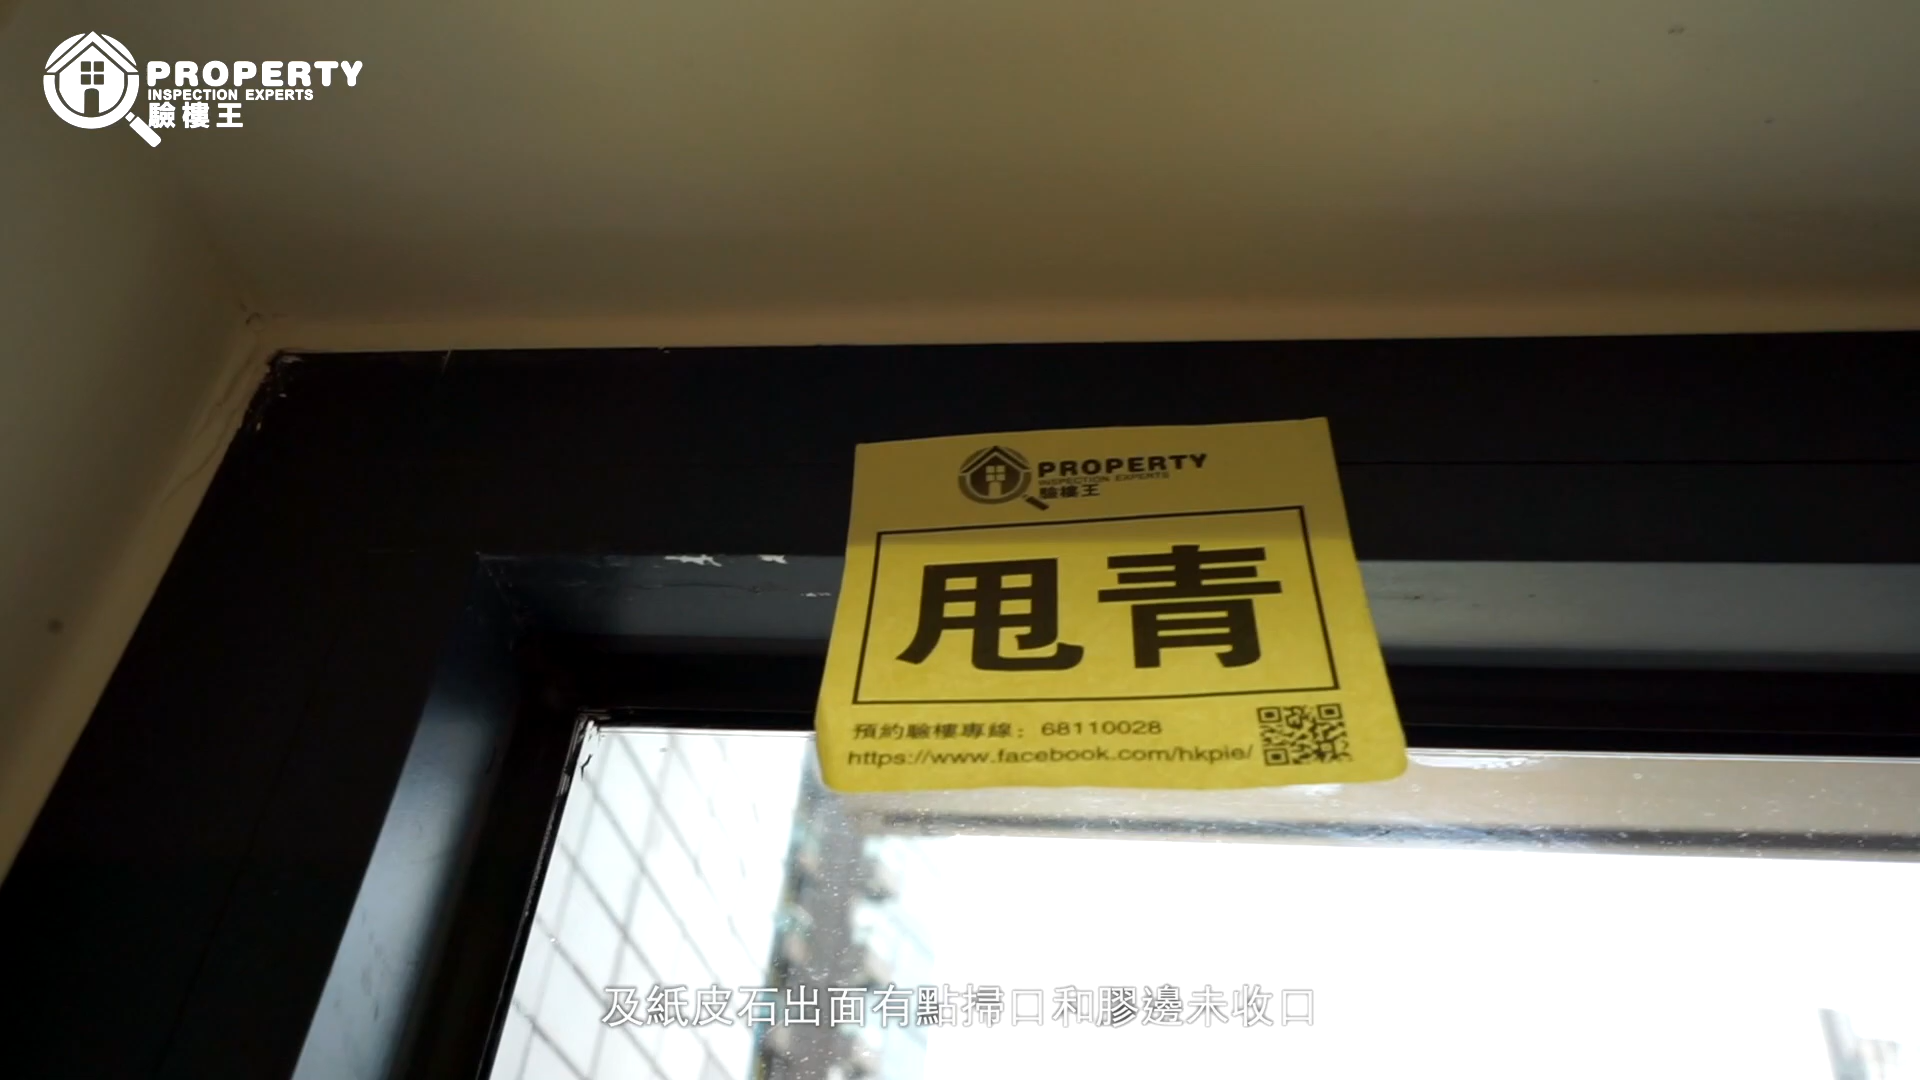 PROPERTY
INSPECTION EXPERTS
驗樓王
PROPERTY
INSPECTION EXPERTS
驗樓王
甩青
預約驗樓專線：68110028
https://www.facebook.com/hkpie/
及紙皮石出面有點掃口和膠邊未收口